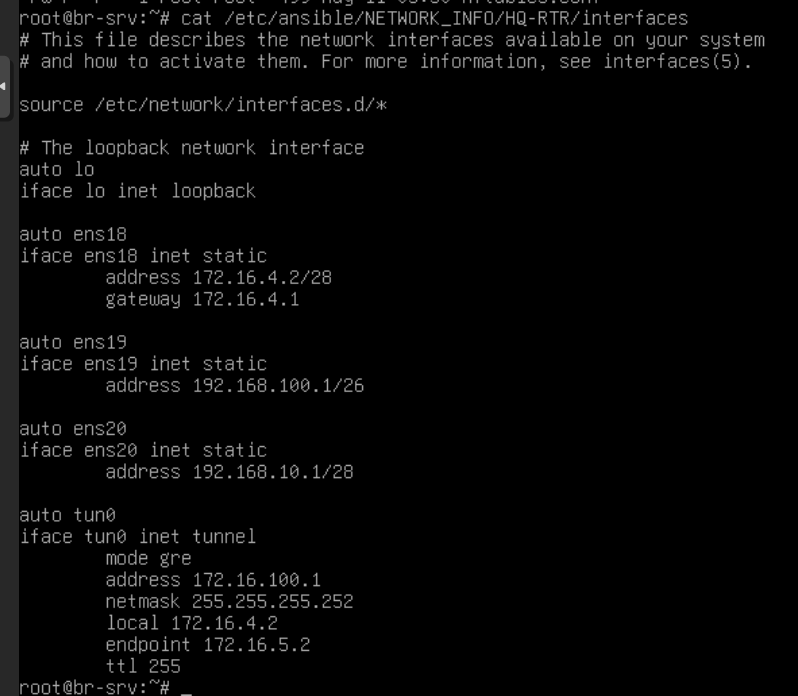 root@br-srv:~# cat /etc/ansible/NETWORK_INFO/HQ-RTR/interfaces
# This file describes the network interfaces available on your system
# and how to activate them. For more information, see interfaces(5).
source /etc/network/interfaces.d/*
# The loopback network interface
auto lo
iface lo inet loopback
auto ens18
iface ens18 inet static
address 172.16.4.2/28
gateway 172.16.4.1
auto ens19
iface ens19 inet static
address 192.168.100.1/26
auto ens20
iface ens20 inet static
address 192.168.10.1/28
auto tun0
iface tun0 inet tunnel
mode gre
address 172.16.100.1
netmask 255.255.255.252
local 172.16.4.2
endpoint 172.16.5.2
ttl 255
root@br-srv:~# _